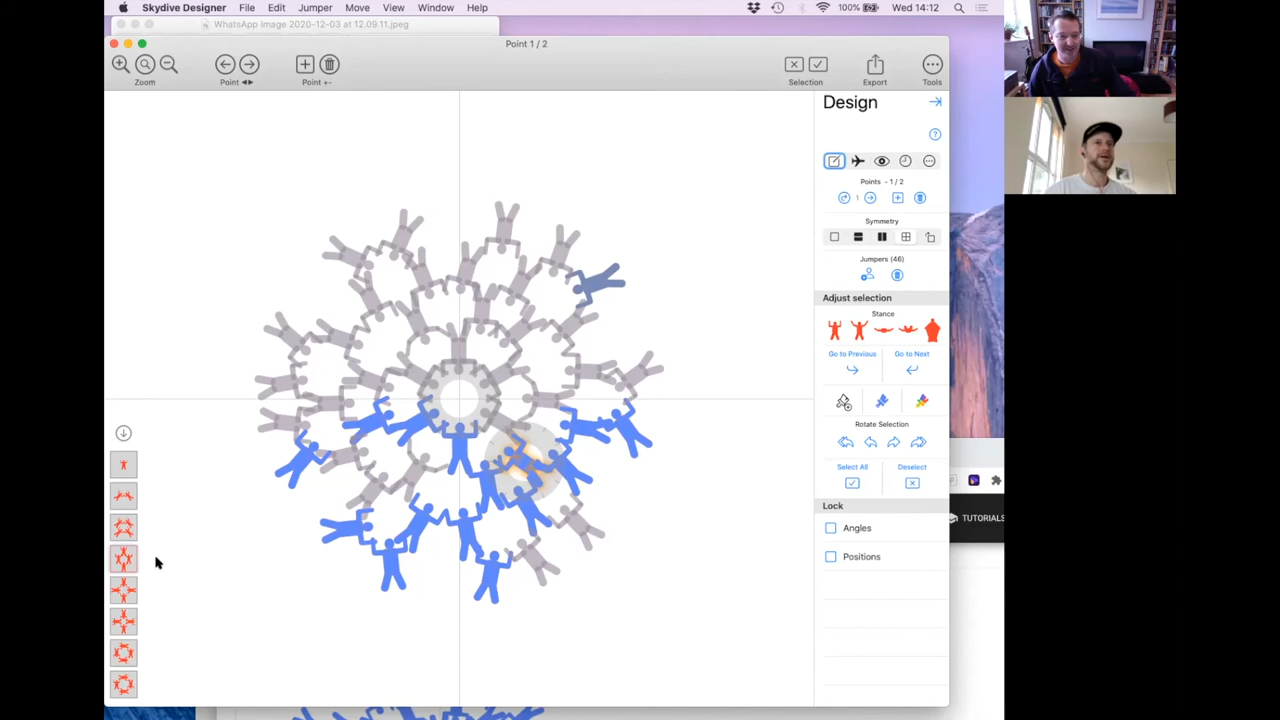 Skydive Designer File Edit Jumper Move View Window Help 100% Wed 14:12
WhatsApp Image 2020-12-03 at 12.09.11.jpeg
Point 1 / 2
Zoom Point Point +- Selection Export Tools
Design
Points - 1 / 2
1
Symmetry
Jumpers (46)
Adjust selection
Stance
Go to Previous Go to Next
Rotate Selection
Select All Deselect
Lock
Angles
Positions
TUTORIALS